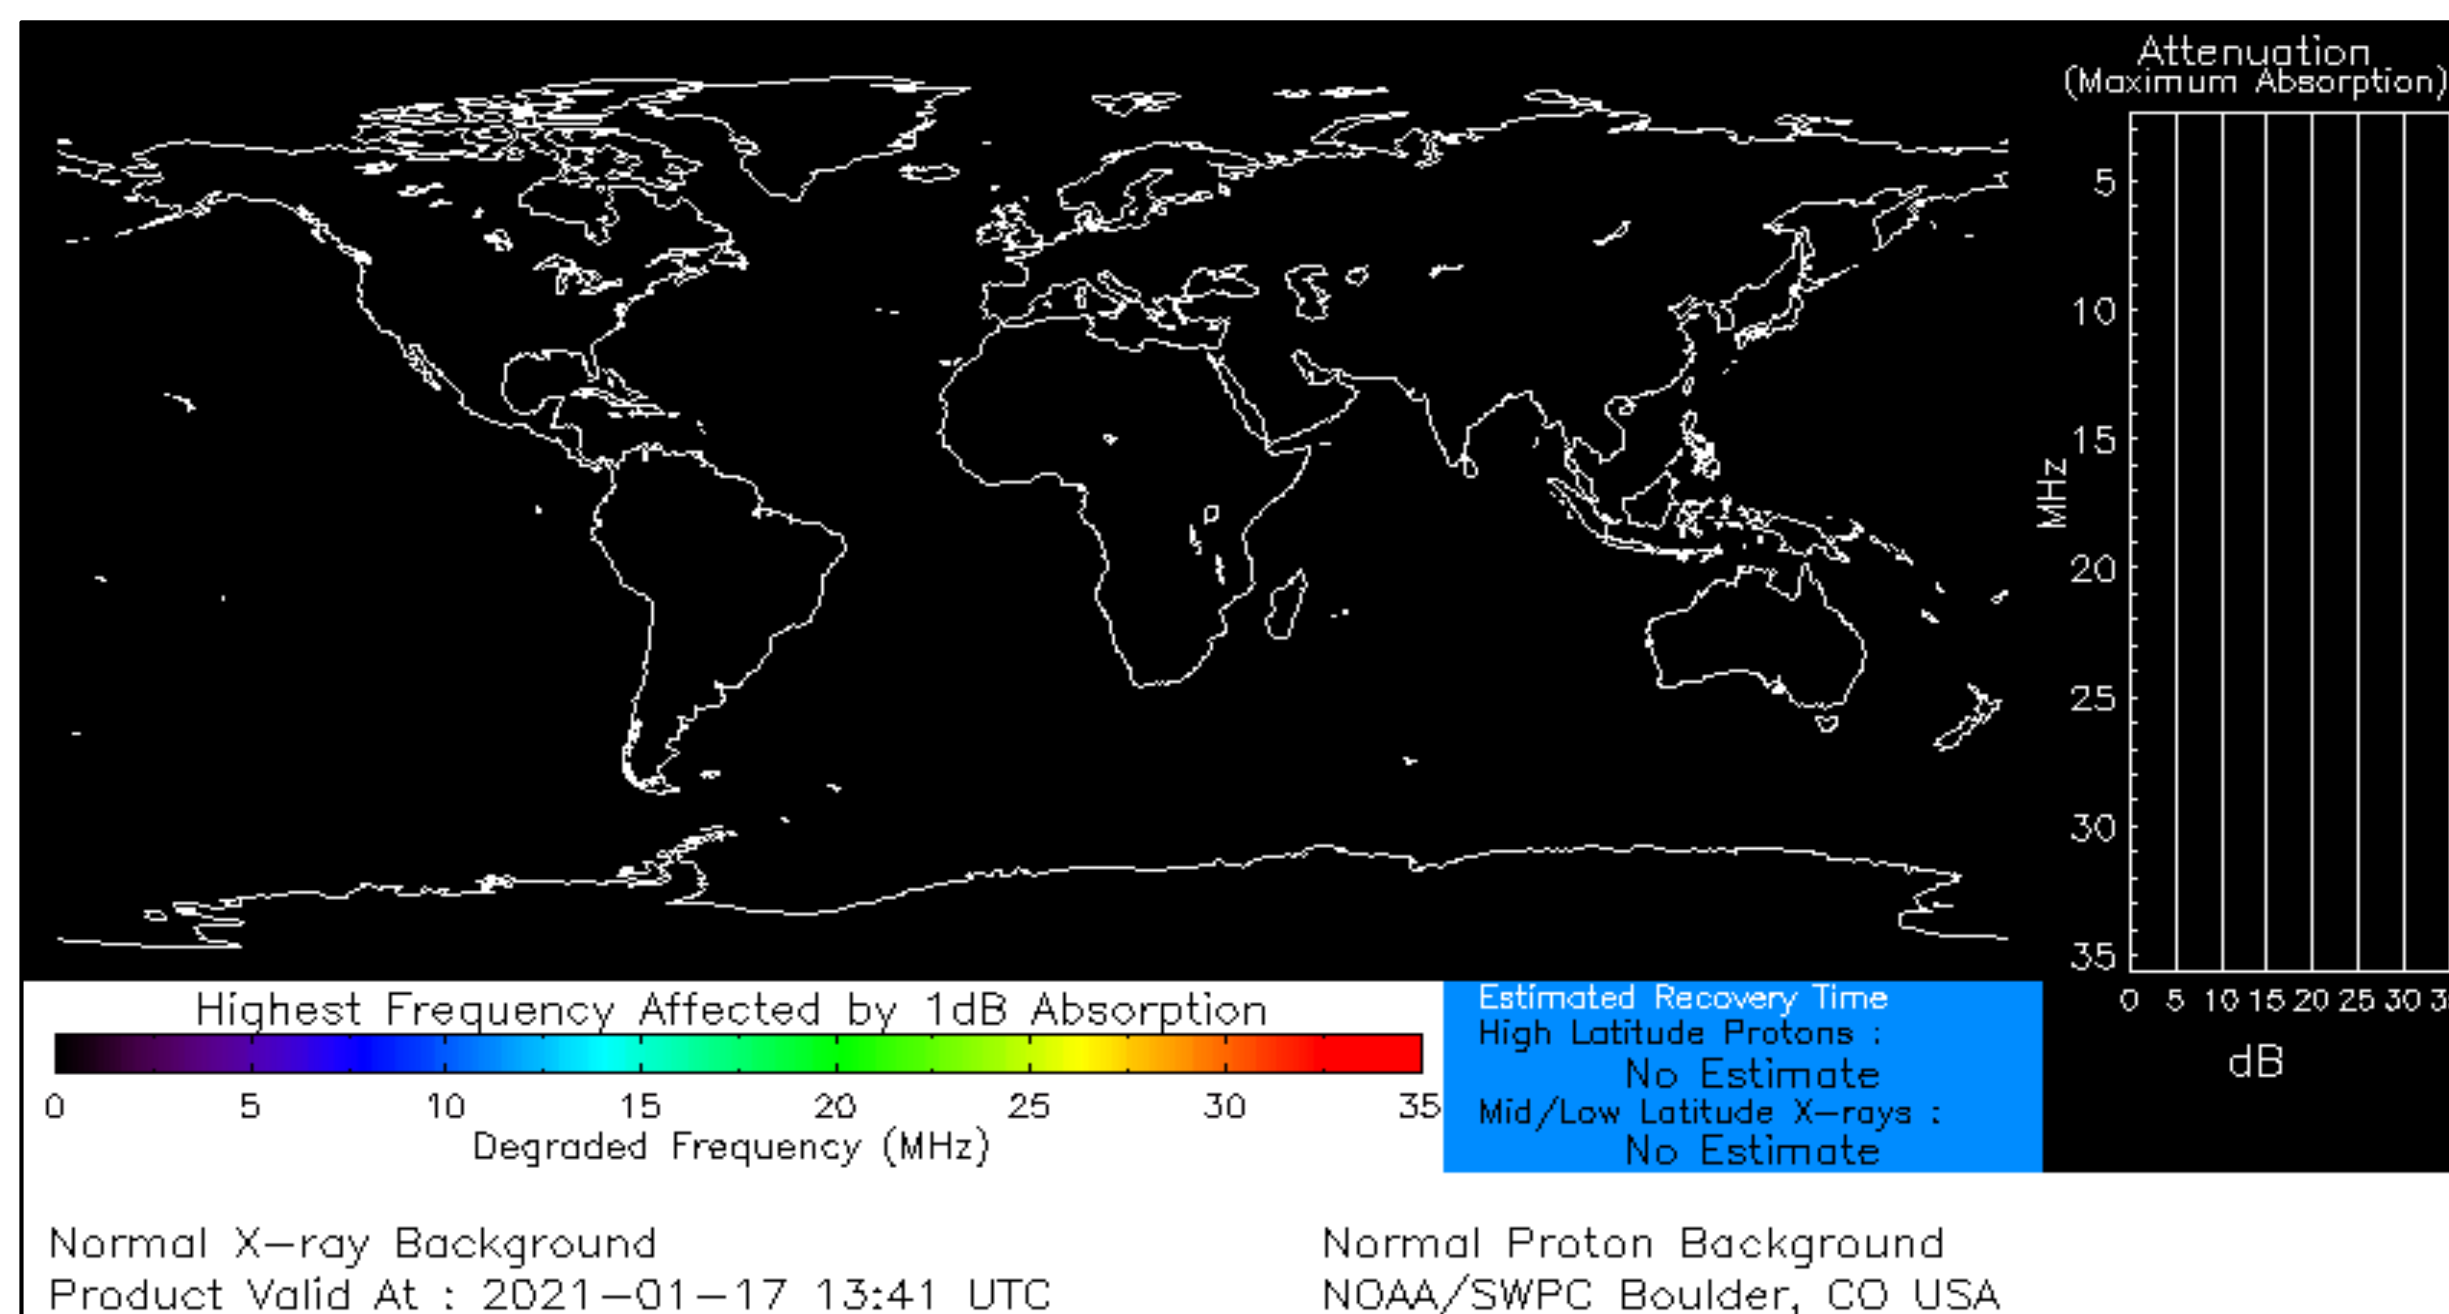 Attenuation
(Maximum Absorption)
5
10
15
20
25
30
35
MHz
0 5 10 15 20 25 30
dB
Highest Frequency Affected by 1dB Absorption
0 5 10 15 20 25 30 35
Degraded Frequency (MHz)
Estimated Recovery Time
High Latitude Protons :
No Estimate
Mid/Low Latitude X-rays :
No Estimate
Normal X-ray Background
Normal Proton Background
Product Valid At : 2021-01-17 13:41 UTC
NOAA/SWPC Boulder, CO USA